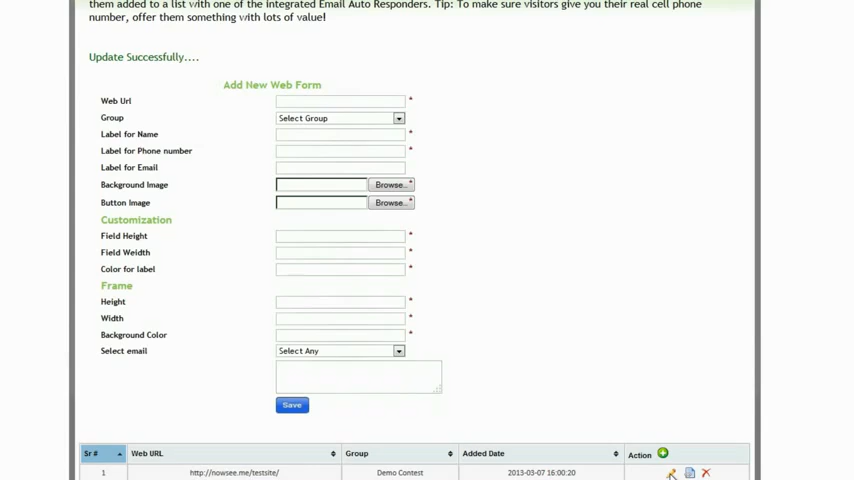 them added to a list with one of the integrated Email Auto Responders. Tip: To make sure visitors give you their real cell phone
number, offer them something with lots of value!
Update Successfully....
Add New Web Form
Web Url *
Group Select Group
Label for Name *
Label for Phone number *
Label for Email
Background Image Browse... *
Button Image Browse... *
Customization
Field Height *
Field Weidth *
Color for label *
Frame
Height *
Width *
Background Color *
Select email Select Any
Save
Sr # Web URL Group Added Date Action
1 http://nowsee.me/testsite/ Demo Contest 2013-03-07 16:00:20